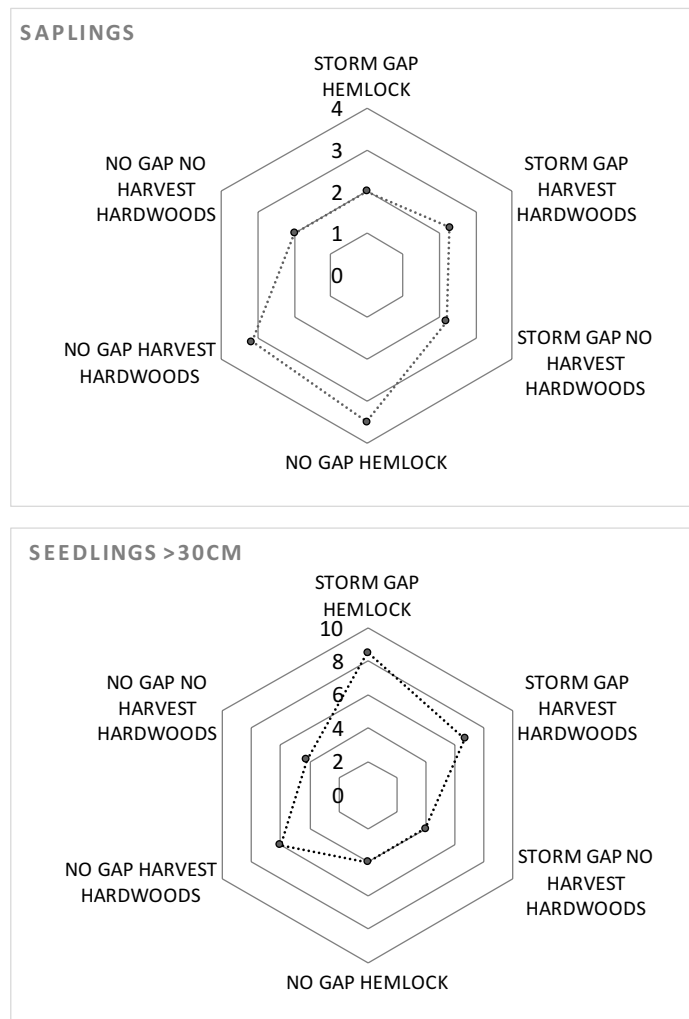 SAPLINGS
STORM GAP
HEMLOCK
4
3
2
1
0
NO GAP NO
HARVEST
HARDWOODS
STORM GAP
HARVEST
HARDWOODS
NO GAP HARVEST
HARDWOODS
STORM GAP NO
HARVEST
HARDWOODS
NO GAP HEMLOCK
SEEDLINGS >30CM
STORM GAP
HEMLOCK
10
8
6
4
2
0
NO GAP NO
HARVEST
HARDWOODS
STORM GAP
HARVEST
HARDWOODS
NO GAP HARVEST
HARDWOODS
STORM GAP NO
HARVEST
HARDWOODS
NO GAP HEMLOCK